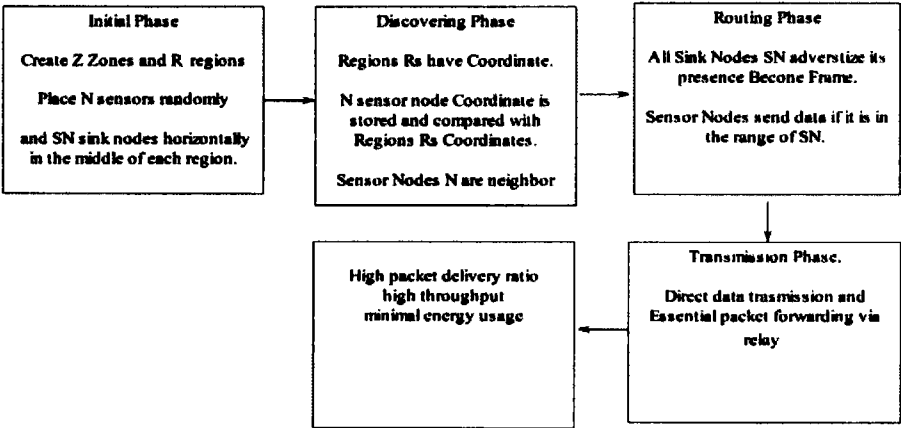 Initial Phase
Create Z Zones and R regions
Place N sensors randomly
and SN sink nodes horizontally
in the middle of each region.
Discovering Phase
Regions Rs have Coordinate.
N sensor node Coordinate is
stored and compared with
Regions Rs Coordinates.
Sensor Nodes N are neighbor
Routing Phase
All Sink Nodes SN adverstize its
presence Becone Frame.
Sensor Nodes send data if it is in
the range of SN.
Transmission Phase.
Direct data trasmission and
Essential packet forwarding via
relay
High packet delivery ratio
high throughput
minimal energy usage